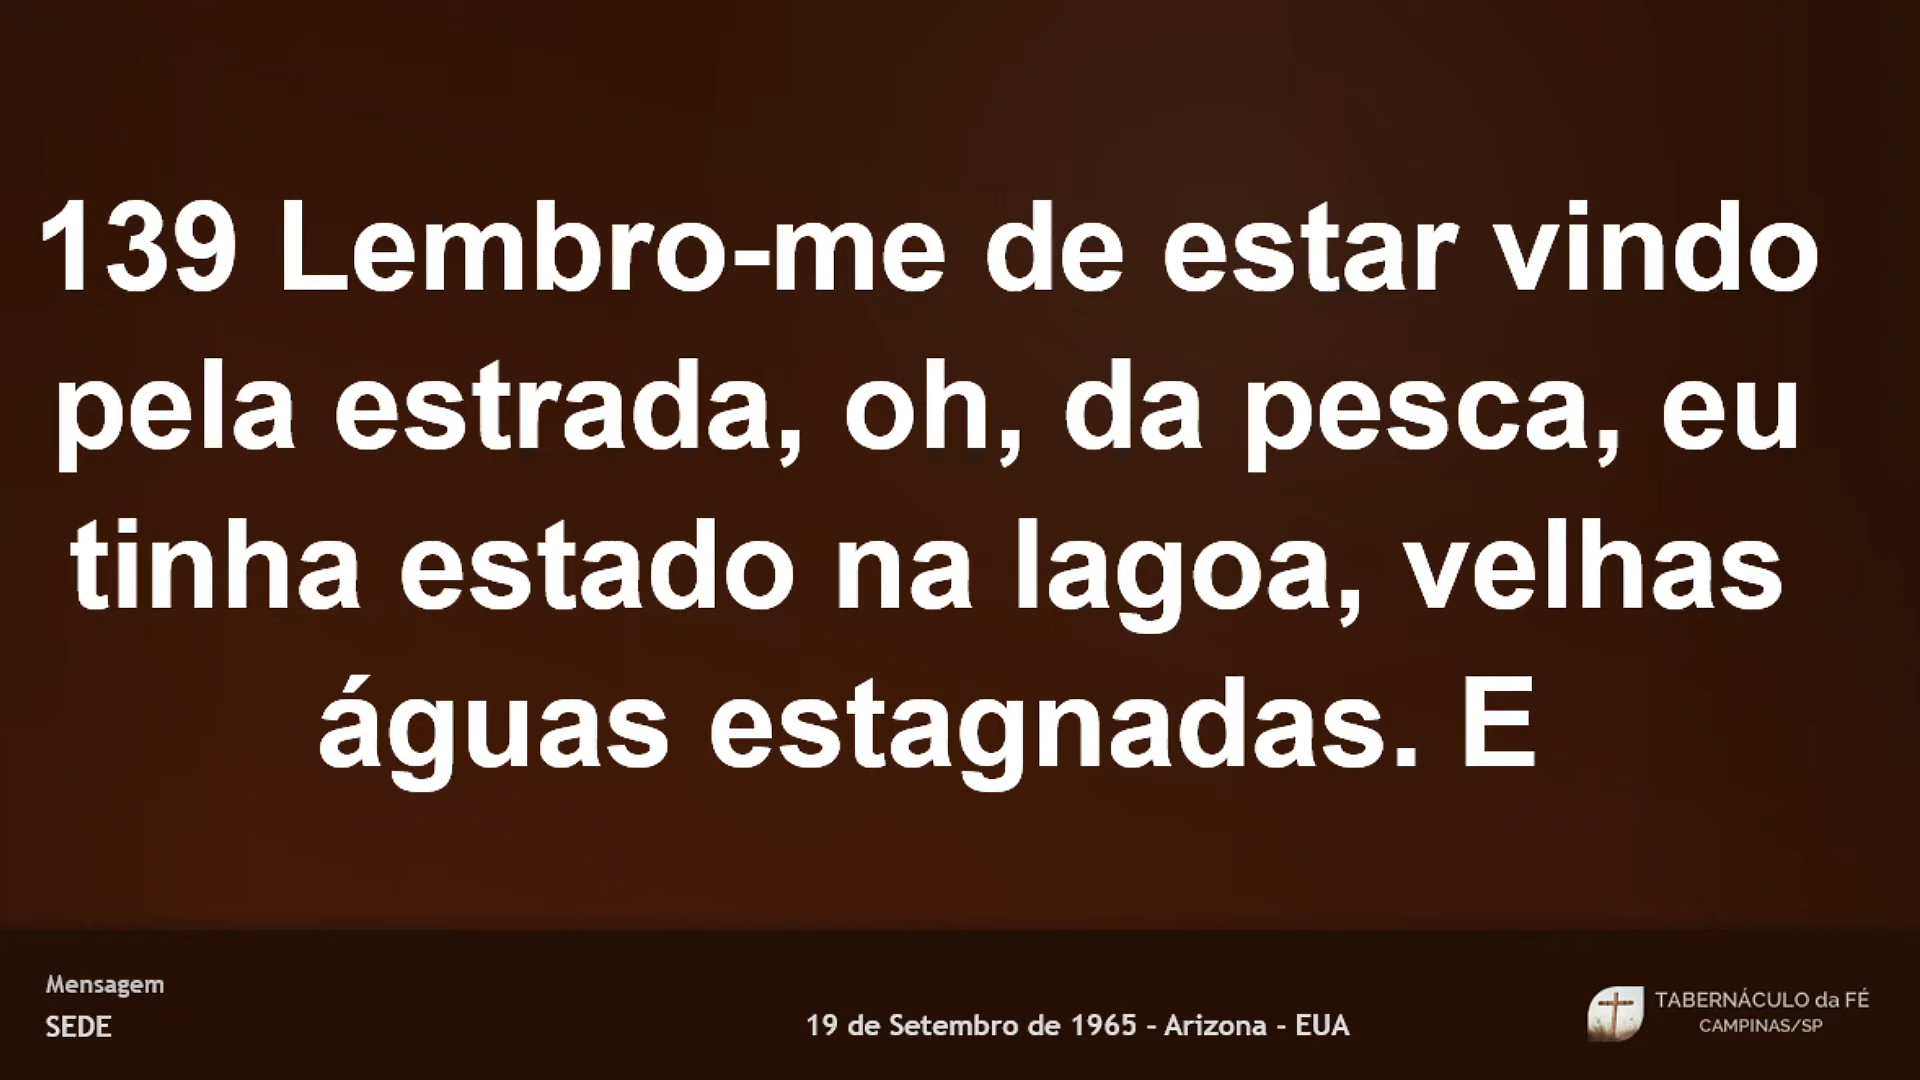 139 Lembro-me de estar vindo
pela estrada, oh, da pesca, eu
tinha estado na lagoa, velhas
águas estagnadas. E
Mensagem
SEDE
19 de Setembro de 1965 - Arizona - EUA
TABERNÁCULO da FÉ
CAMPINAS/SP